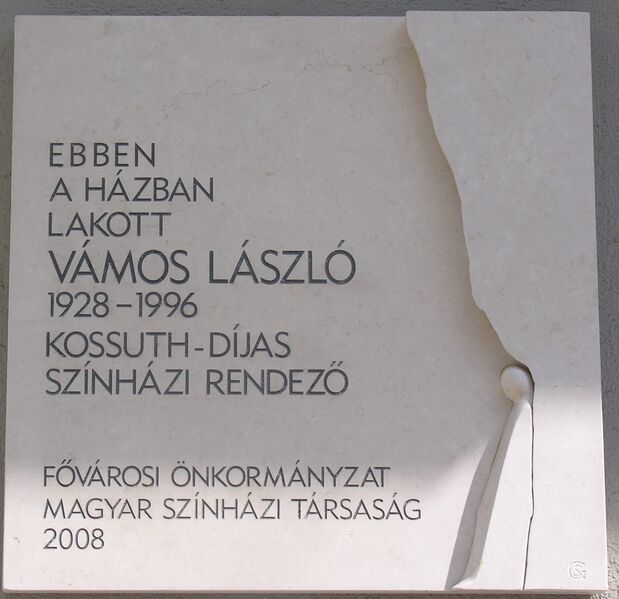 EBBEN
A HÁZBAN
LAKOTT
VÁMOS LÁSZLÓ
1928–1996
KOSSUTH-DÍJAS
SZÍNHÁZI RENDEZŐ
FŐVÁROSI ÖNKORMÁNYZAT
MAGYAR SZÍNHÁZI TÁRSASÁG
2008